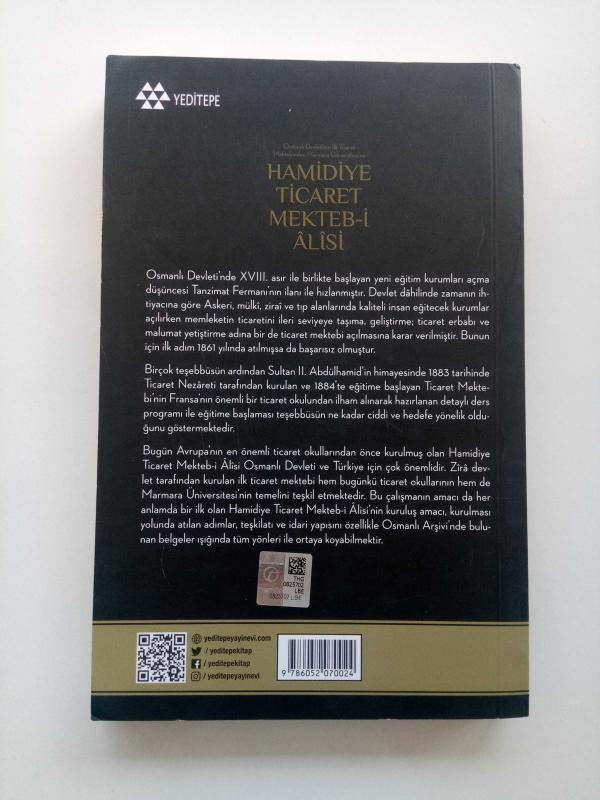 YEDİTEPE
Osmanlı Devleti'nin İlk Ticaret
Mektebinden Marmara Üniversitesi'ne
HAMİDİYE
TİCARET
MEKTEB-İ
ÂLÎSİ
Osmanlı Devleti'nde XVIII. asır ile birlikte başlayan yeni eğitim kurumları açma
düşüncesi Tanzimat Fermanı'nın ilanı ile hızlanmıştır. Devlet dâhilinde zamanın ih-
tiyacına göre Askerî, mülkî, ziraî ve tıp alanlarında kaliteli insan eğitecek kurumlar
açılırken memleketin ticaretini ileri seviyeye taşıma, geliştirme; ticaret erbabı ve
malumat yetiştirme adına bir de ticaret mektebi açılmasına karar verilmiştir. Bunun
için ilk adım 1861 yılında atılmışsa da başarısız olmuştur.
Birçok teşebbüsün ardından Sultan II. Abdülhamid'in himayesinde 1883 tarihinde
Ticaret Nezâreti tarafından kurulan ve 1884'te eğitime başlayan Ticaret Mekte-
bi'nin Fransa'nın önemli bir ticaret okulundan ilham alınarak hazırlanan detaylı ders
programı ile eğitime başlaması teşebbüsün ne kadar ciddi ve hedefe yönelik oldu-
ğunu göstermektedir.
Bugün Avrupa'nın en önemli ticaret okullarından önce kurulmuş olan Hamidiye
Ticaret Mekteb-i Âlîsi Osmanlı Devleti ve Türkiye için çok önemlidir. Zîrâ dev-
let tarafından kurulan ilk ticaret mektebi hem bugünkü ticaret okullarının hem de
Marmara Üniversitesi'nin temelini teşkil etmektedir. Bu çalışmanın amacı da her
anlamda bir ilk olan Hamidiye Ticaret Mekteb-i Âlîsi'nin kuruluş amacı, kurulması
yolunda atılan adımlar, teşkilatı ve idari yapısını özellikle Osmanlı Arşivi'nde bulu-
nan belgeler ışığında tüm yönleri ile ortaya koyabilmektir.
THG
0825702
LBE
0825702 LBE
yeditepeyayinevi.com
/yeditepekitap
/yeditepekitap
/yeditepeyayinevi
9 786052 070024